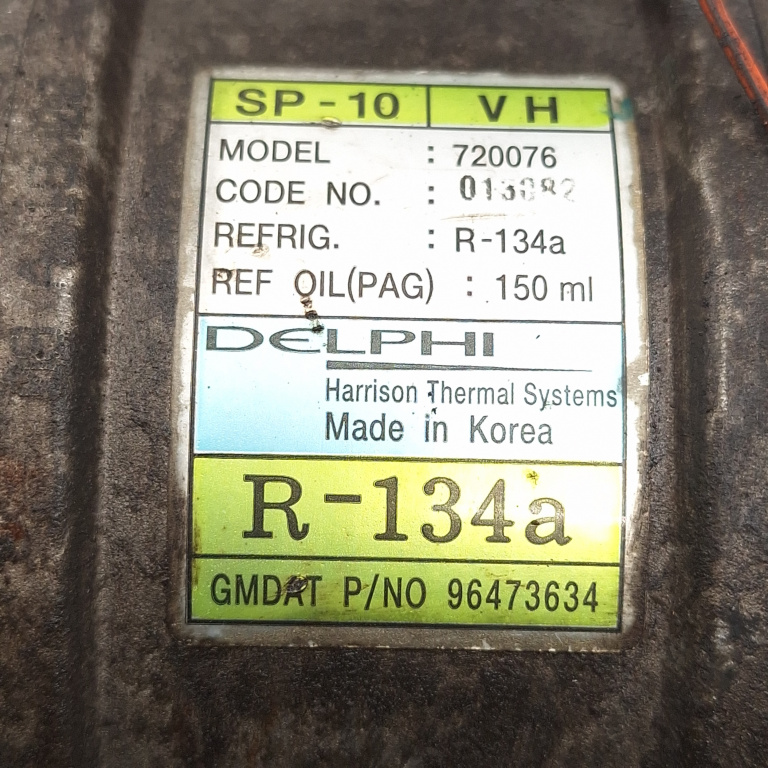 SP-10 VH
MODEL : 720076
CODE NO. :
REFRIG. : R-134a
REF OIL(PAG) : 150 ml
DELPHI
Harrison Thermal Systems
Made in Korea
R-134a
GMDAT P/NO 96473634